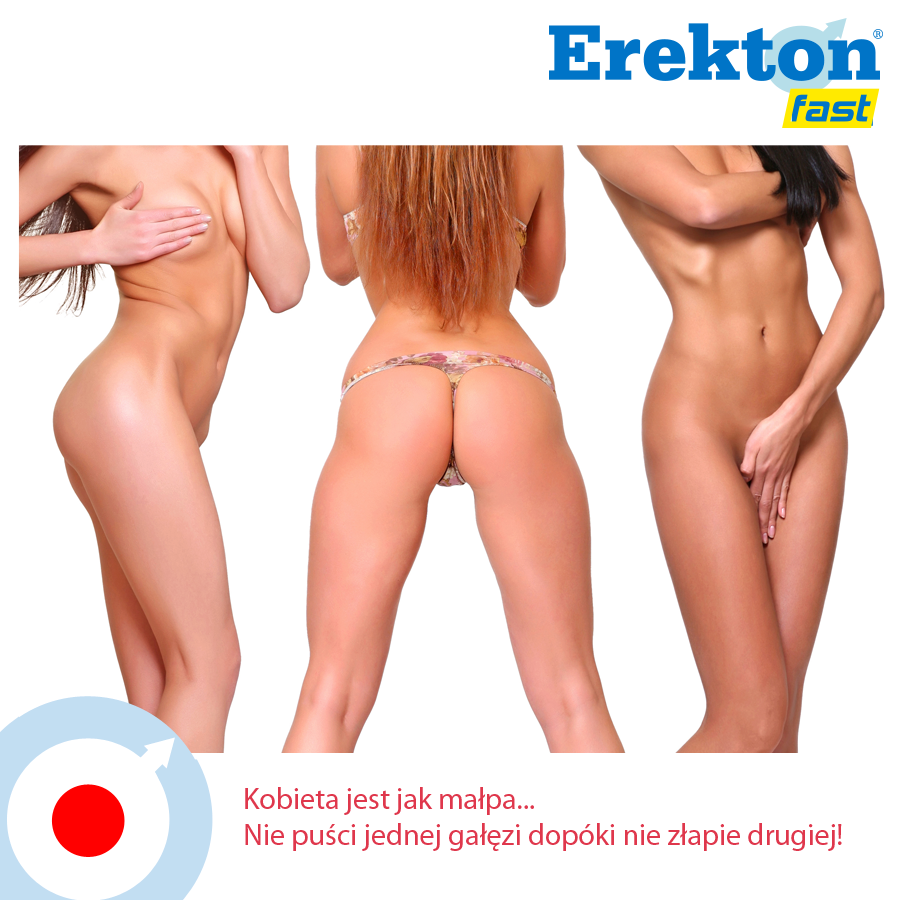 Erekton®
fast
Kobieta jest jak małpa...
Nie puści jednej gałęzi dopóki nie złapie drugiej!